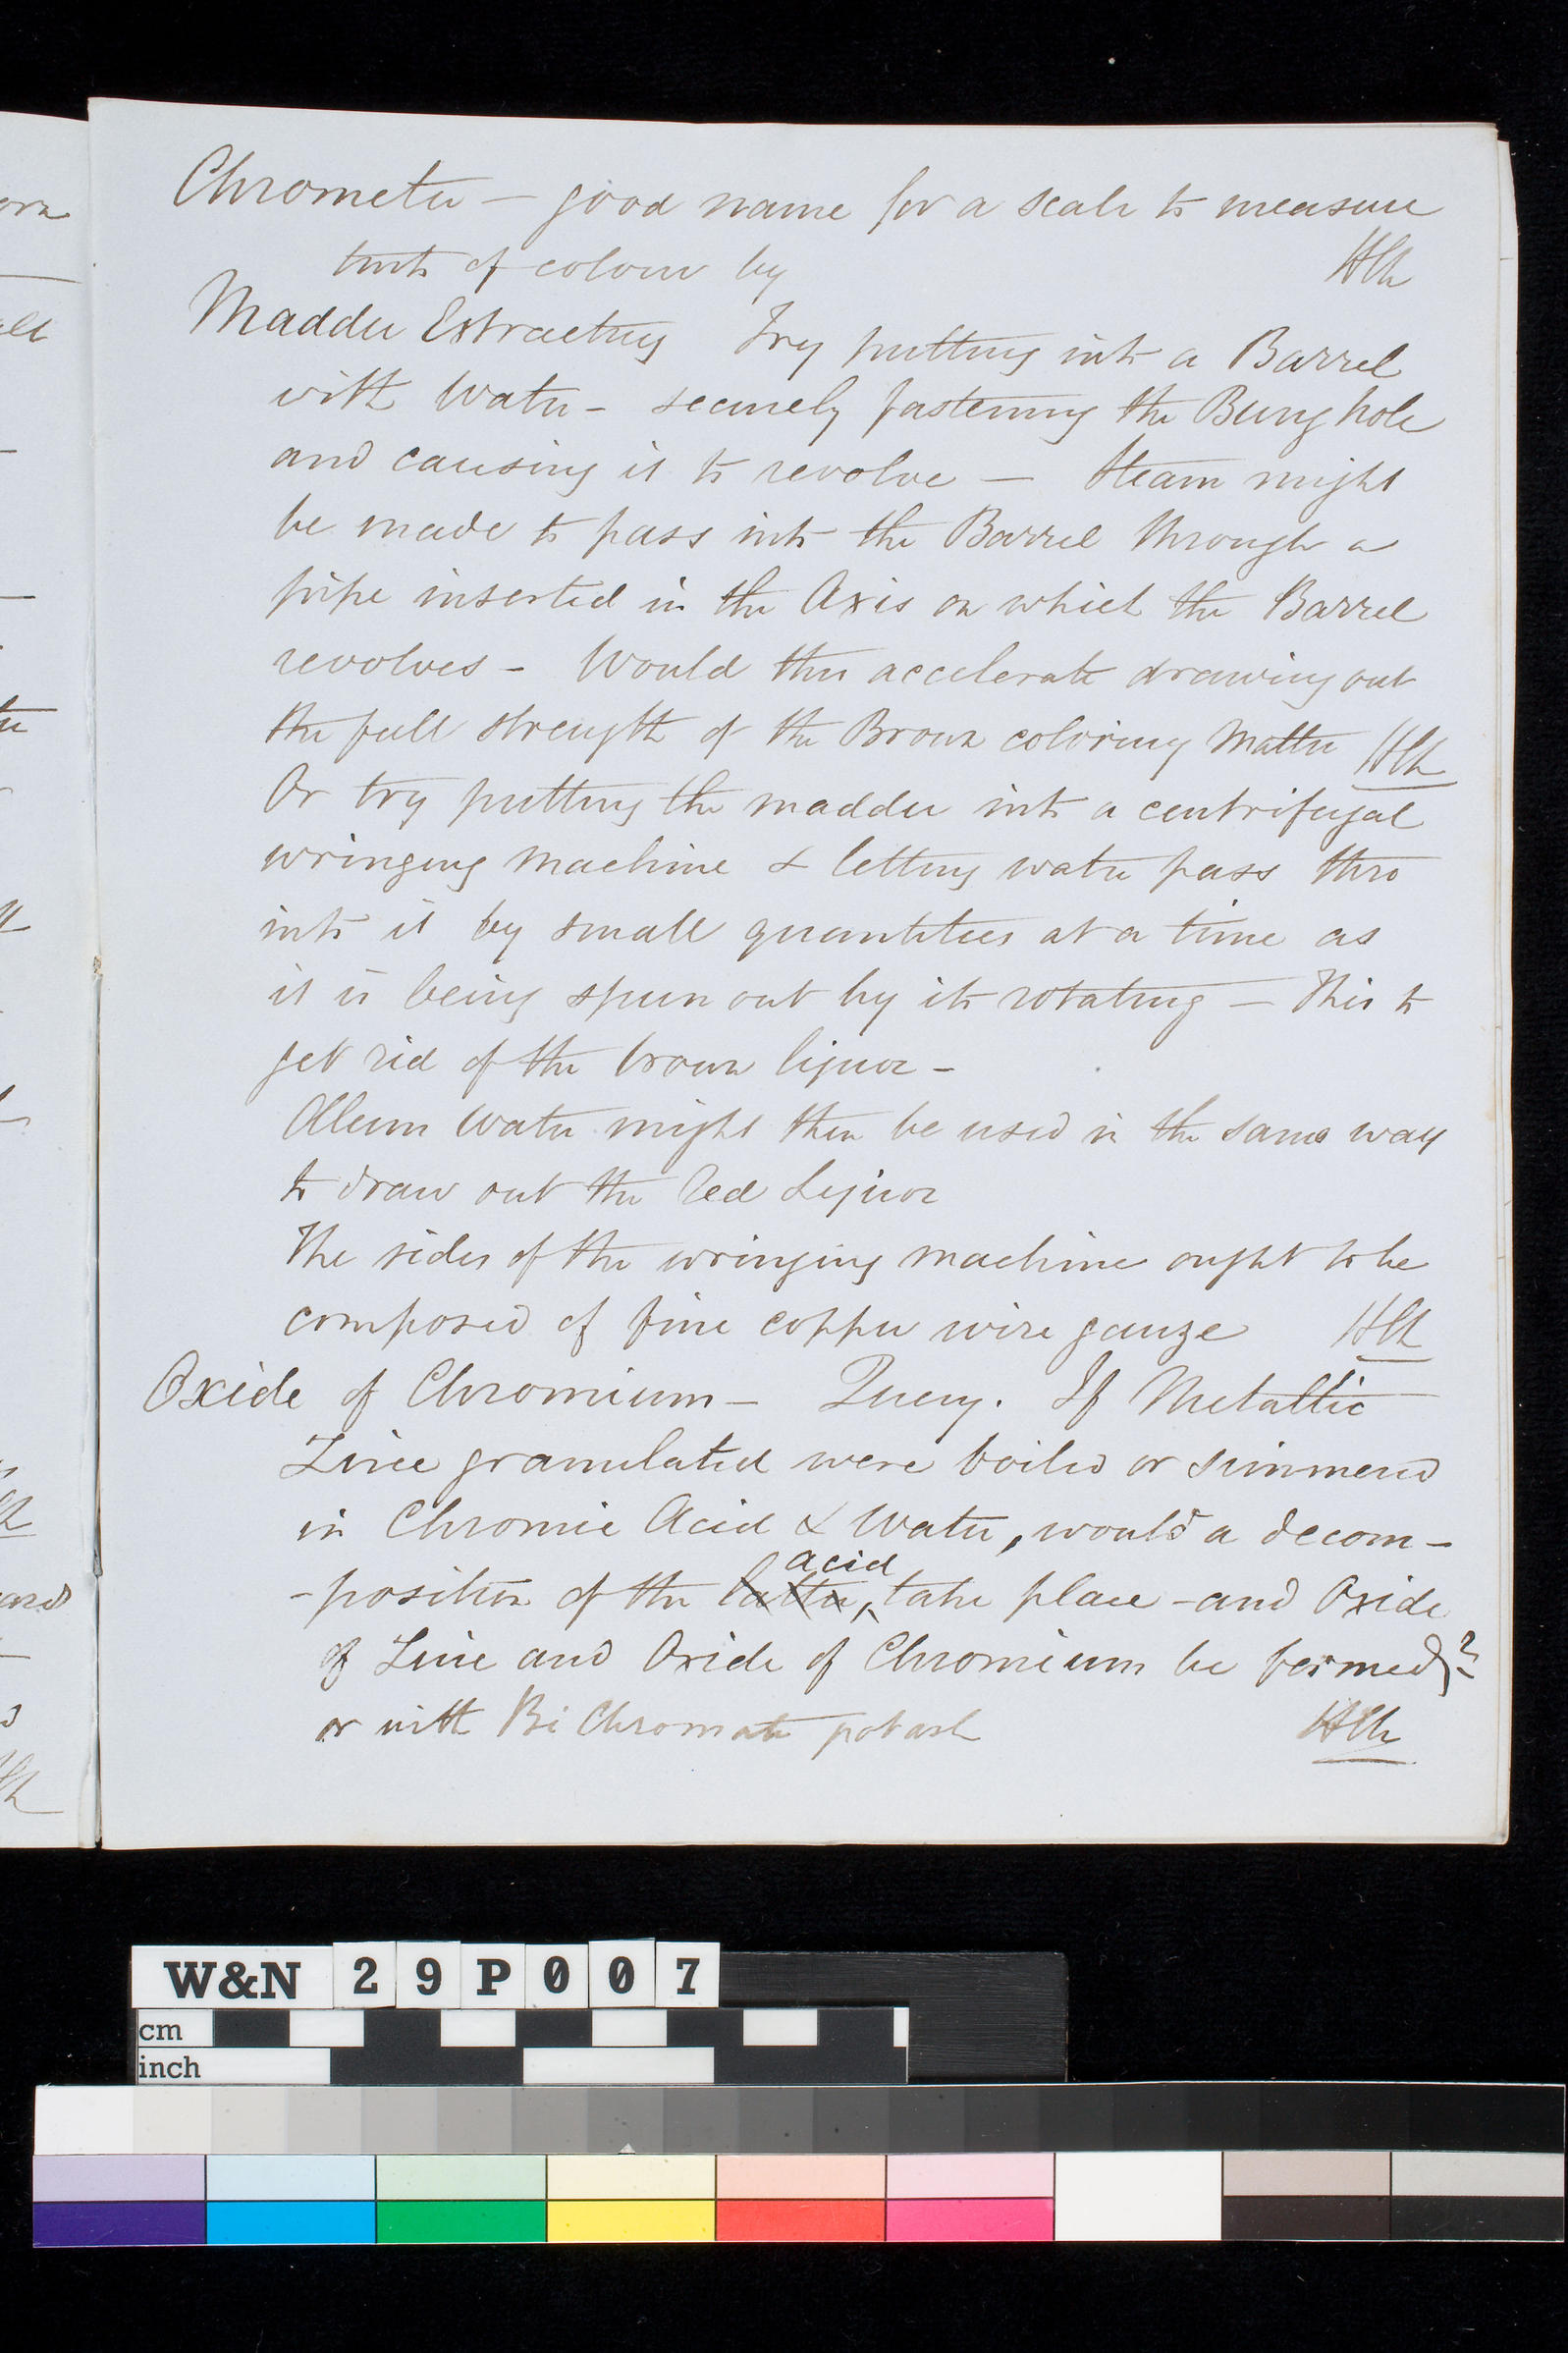 Chrometer — good name for a scale to measure
tints of colour by HCh
Madder Extracting Try putting into a Barrel
with Water - securely fastening the Bung hole
and causing it to revolve — Steam might
be made to pass into the Barrel through a
pipe inserted in the Axis on which the Barrel
revolves - Would this accelerate drawing out
the full strength of the Brown coloring Matter HCh
Or try putting the madder into a centrifugal
wringing machine & letting water pass thro
into it by small quantities at a time as
it is being spun out by its rotating — This to
get rid of the brown liquor -
Alum Water might then be used in the same way
to draw out the Red Liquor
The sides of the wringing machine ought to be
composed of fine copper wire gauze HCh
Oxide of Chromium — Query. If Metallic
Zinc granulated were boiled or simmered
in Chromic Acid & Water, would a decom-
acid
-position of the latter, take place - and Oxide
of Zinc and Oxide of Chromium be formed?
or with Bi Chromate potash HCh
W&N 29P007
cm
inch